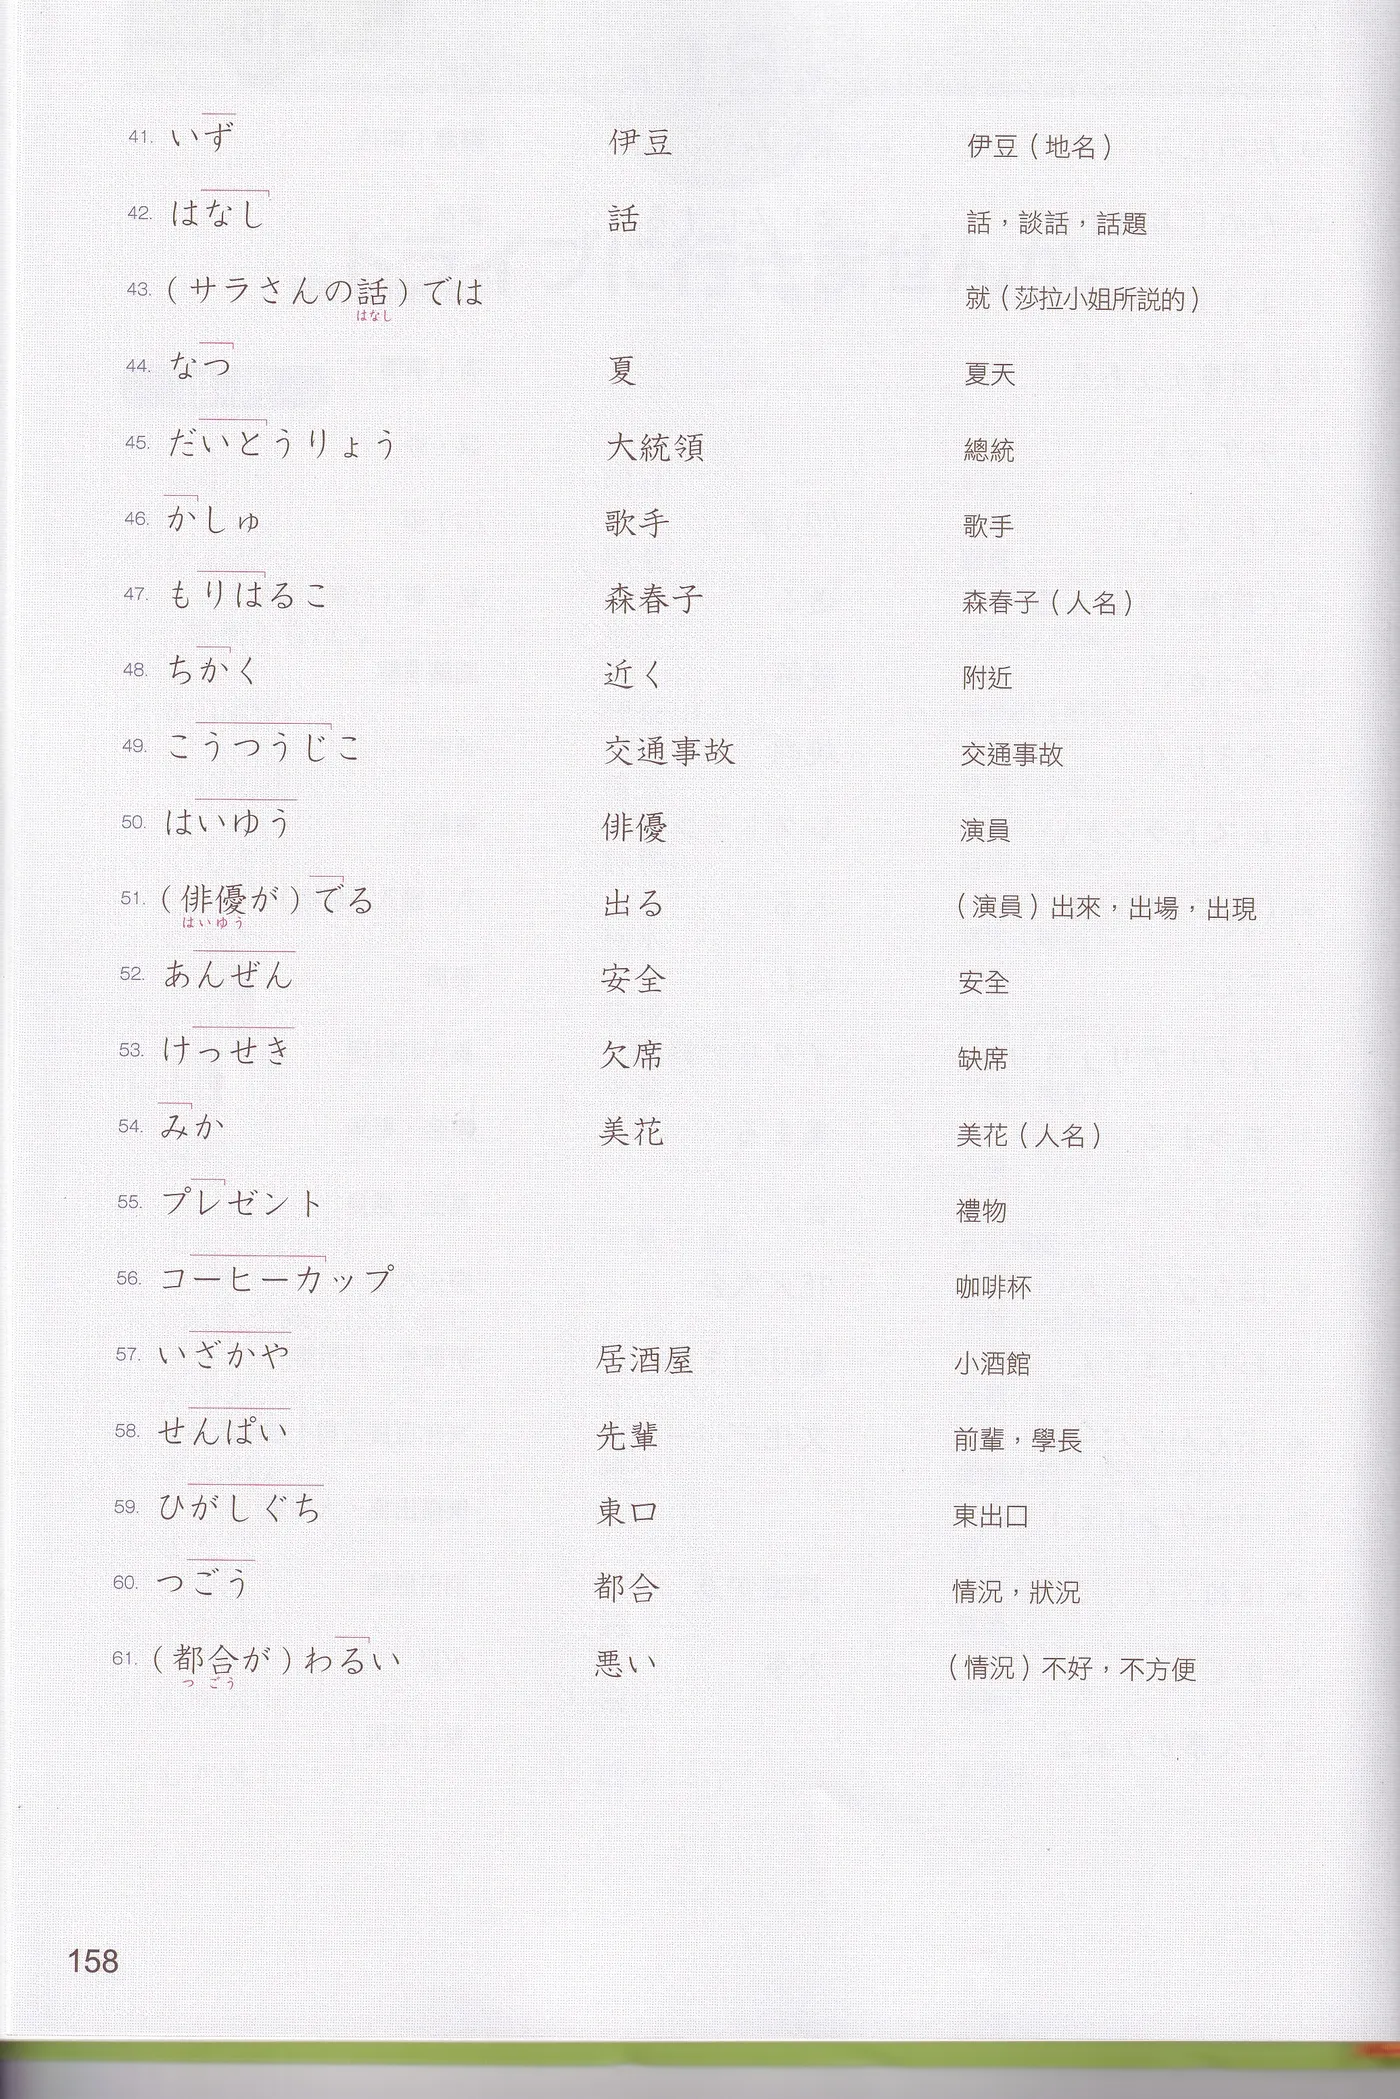 41. いず 伊豆 伊豆（地名）
42. はなし 話 話，談話，話題
43. （サラさんの話）では 就（莎拉小姐所説的）
はなし
44. なつ 夏 夏天
45. だいとうりょう 大統領 總統
46. かしゅ 歌手 歌手
47. もりはるこ 森春子 森春子（人名）
48. ちかく 近く 附近
49. こうつうじこ 交通事故 交通事故
50. はいゆう 俳優 演員
51. （俳優が）でる 出る （演員）出來，出場，出現
はいゆう
52. あんぜん 安全 安全
53. けっせき 欠席 缺席
54. みか 美花 美花（人名）
55. プレゼント 禮物
56. コーヒーカップ 咖啡杯
57. いざかや 居酒屋 小酒館
58. せんぱい 先輩 前輩，學長
59. ひがしぐち 東口 東出口
60. つごう 都合 情況，狀況
61. （都合が）わるい 悪い （情況）不好，不方便
つ ごう
158